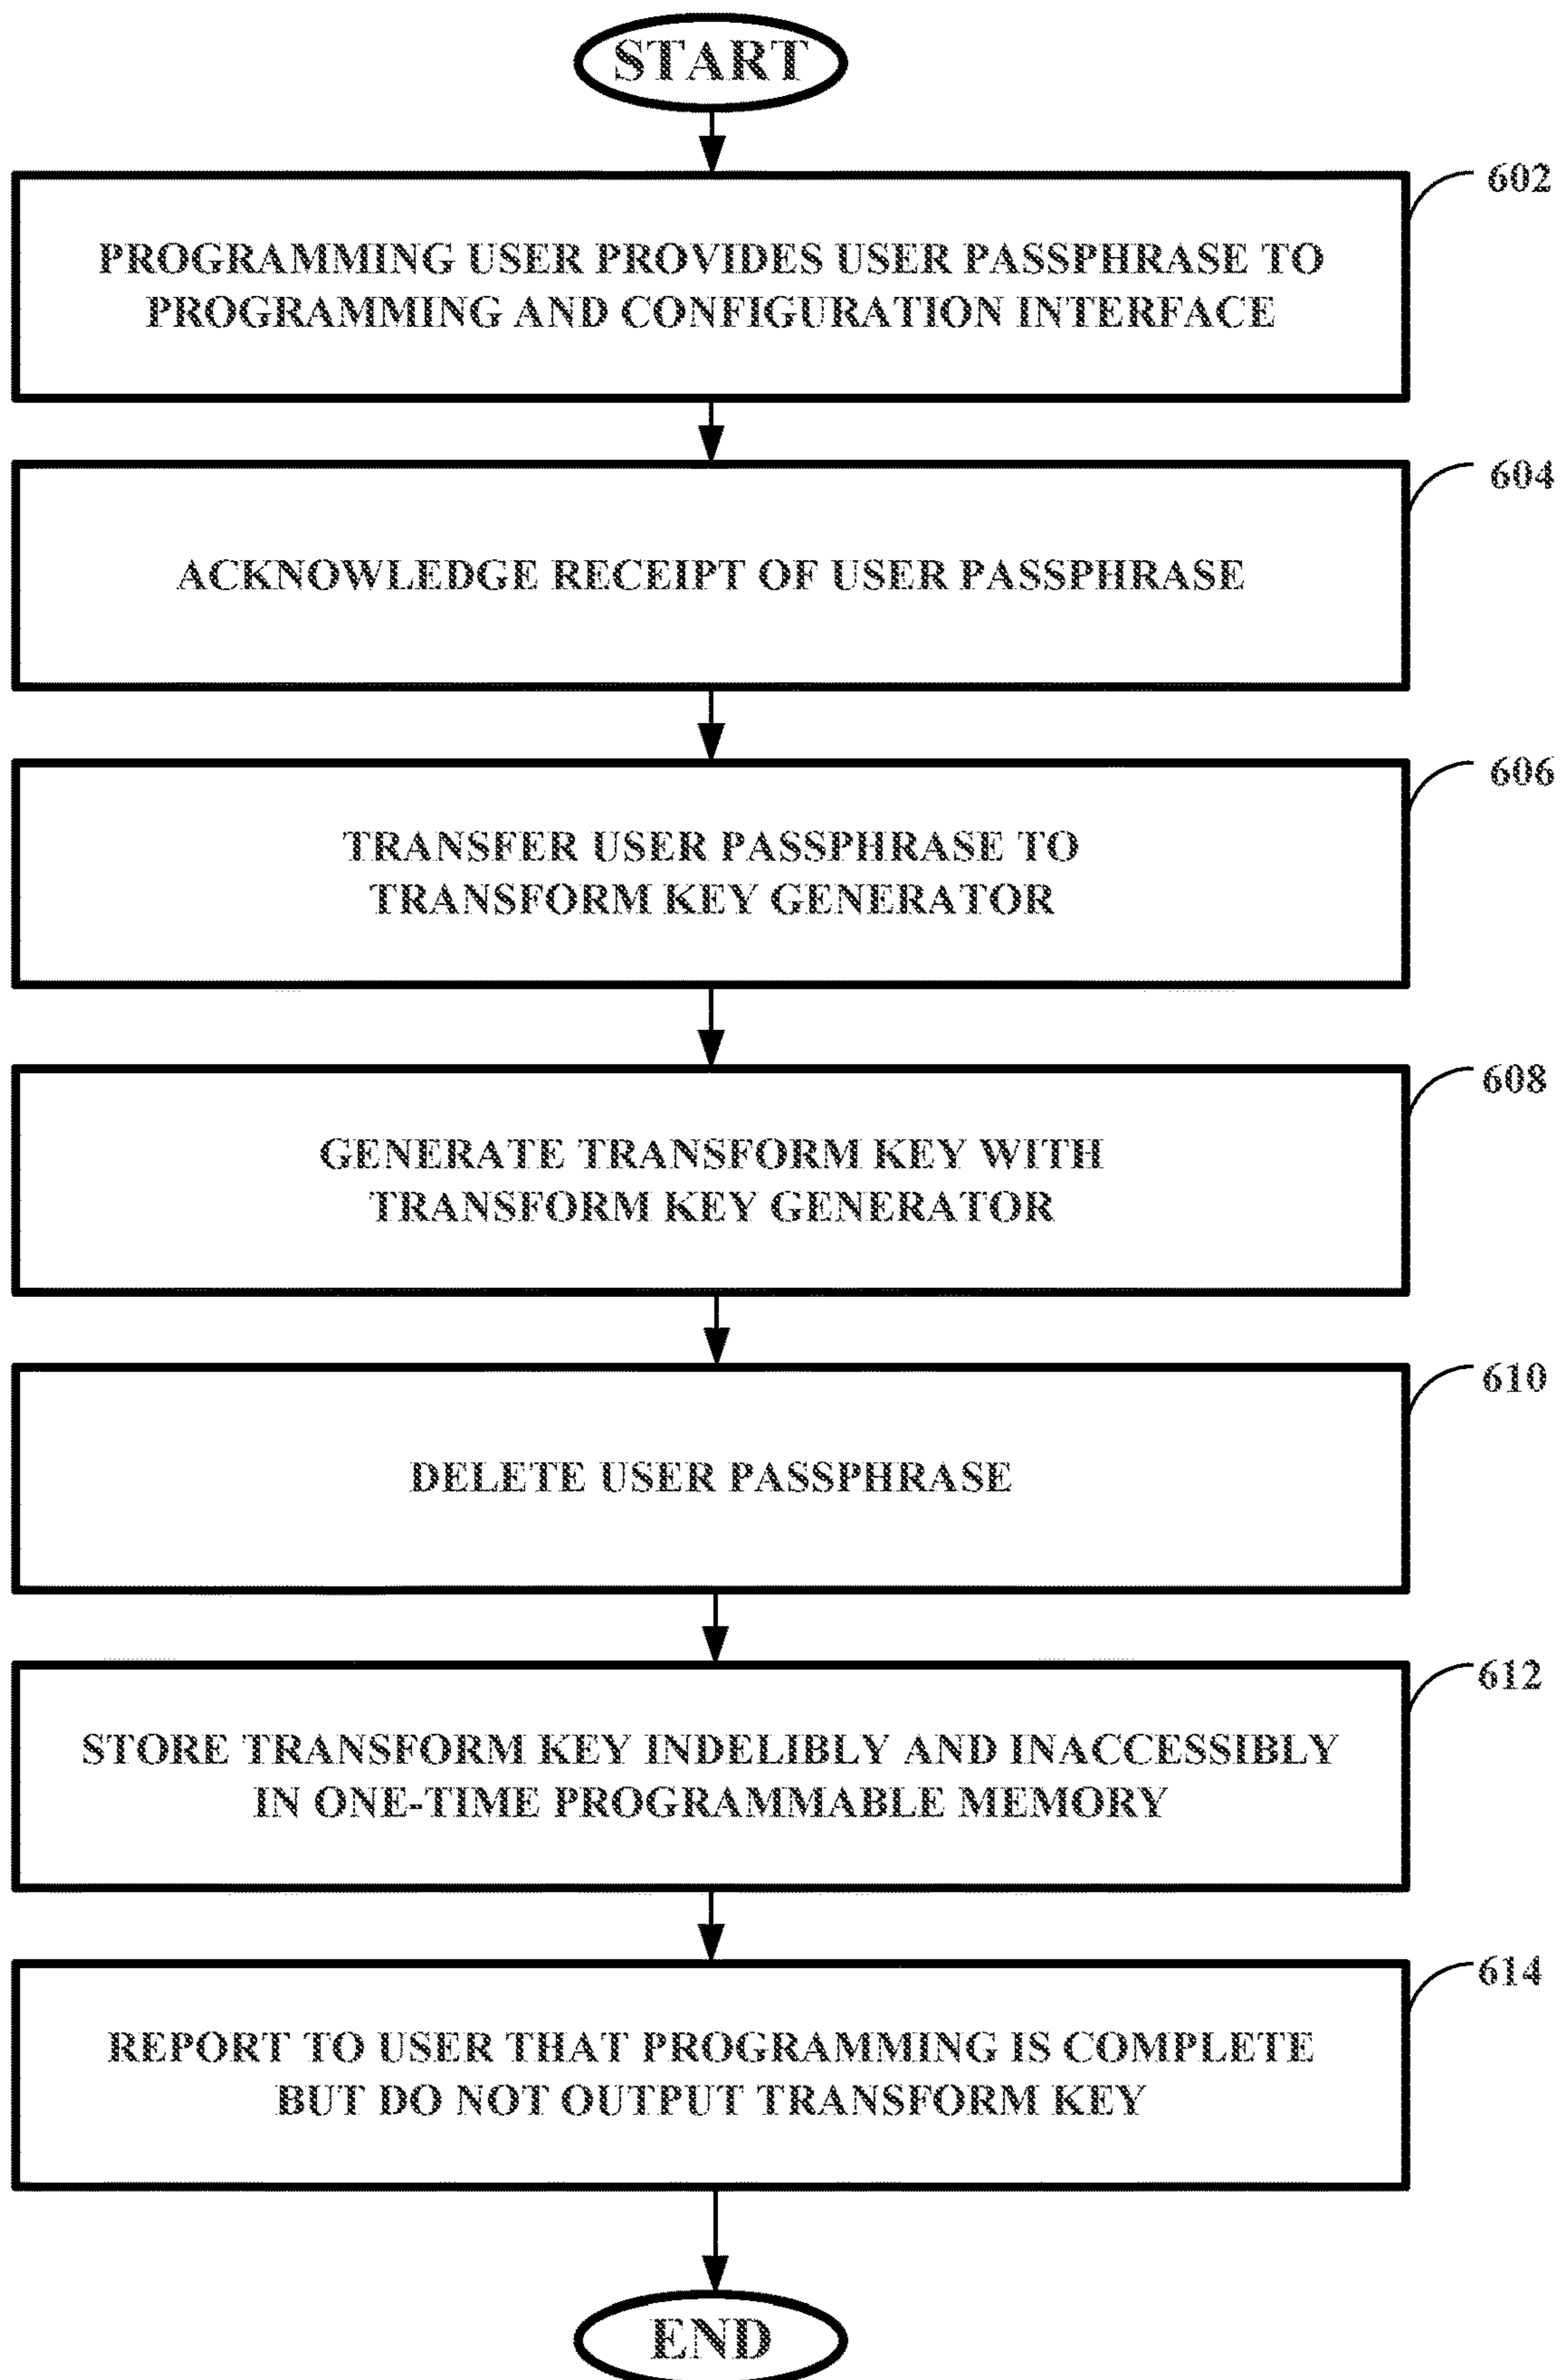 START
602
PROGRAMMING USER PROVIDES USER PASSPHRASE TO
PROGRAMMING AND CONFIGURATION INTERFACE
604
ACKNOWLEDGE RECEIPT OF USER PASSPHRASE
606
TRANSFER USER PASSPHRASE TO
TRANSFORM KEY GENERATOR
608
GENERATE TRANSFORM KEY WITH
TRANSFORM KEY GENERATOR
610
DELETE USER PASSPHRASE
612
STORE TRANSFORM KEY INDELIBLY AND INACCESSIBLY
IN ONE-TIME PROGRAMMABLE MEMORY
614
REPORT TO USER THAT PROGRAMMING IS COMPLETE
BUT DO NOT OUTPUT TRANSFORM KEY
END